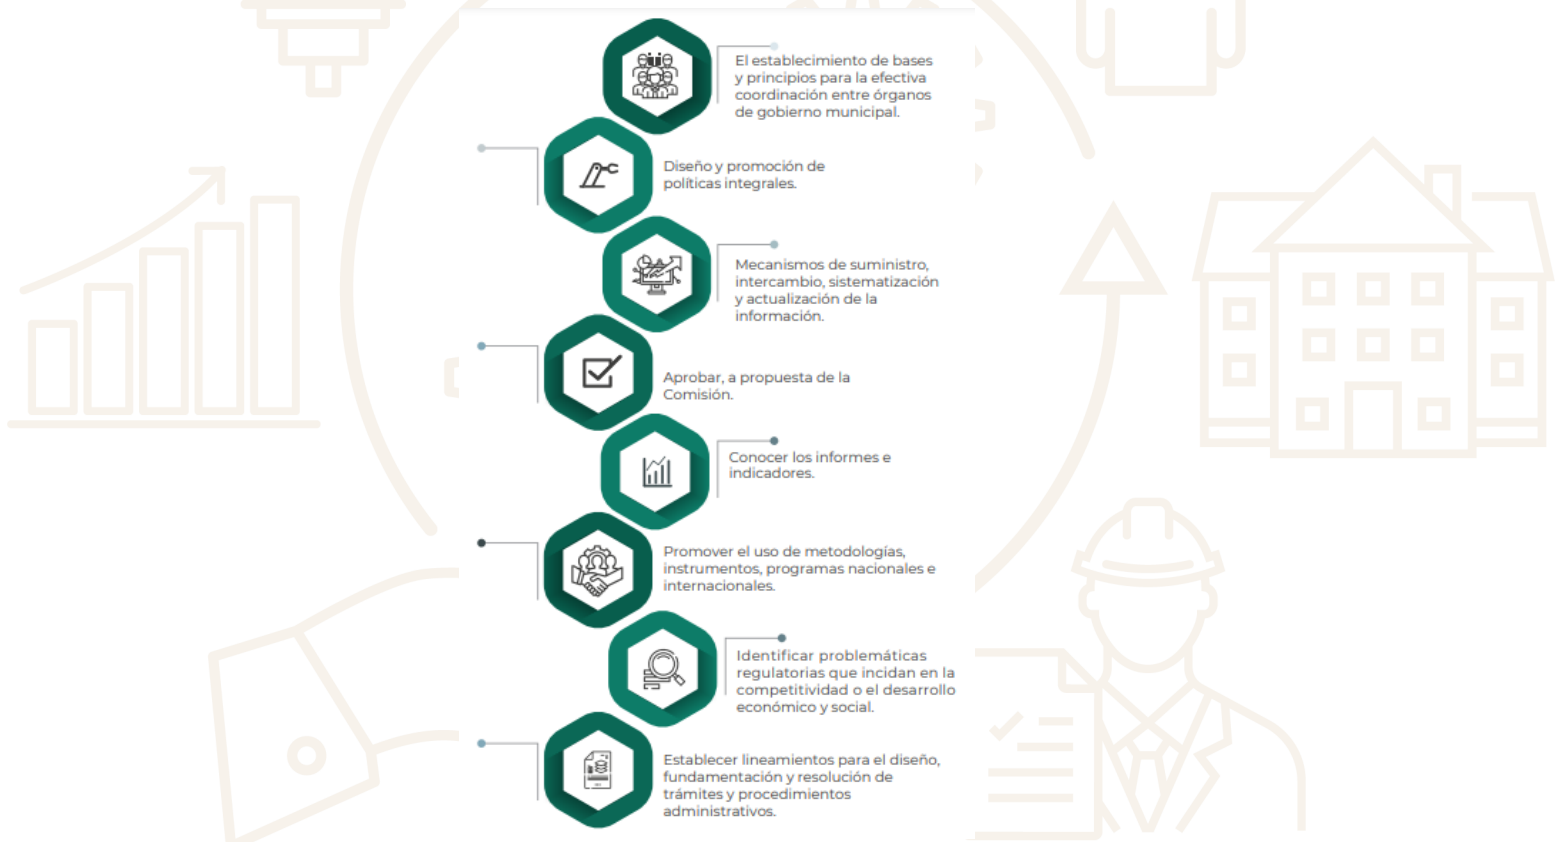 El establecimiento de bases
y principios para la efectiva
coordinación entre órganos
de gobierno municipal.
Diseño y promoción de
políticas integrales.
Mecanismos de suministro,
intercambio, sistematización
y actualización de la
información.
Aprobar, a propuesta de la
Comisión.
Conocer los informes e
indicadores.
Promover el uso de metodologías,
instrumentos, programas nacionales e
internacionales.
Identificar problemáticas
regulatorias que incidan en la
competitividad o el desarrollo
económico y social.
Establecer lineamientos para el diseño,
fundamentación y resolución de
trámites y procedimientos
administrativos.